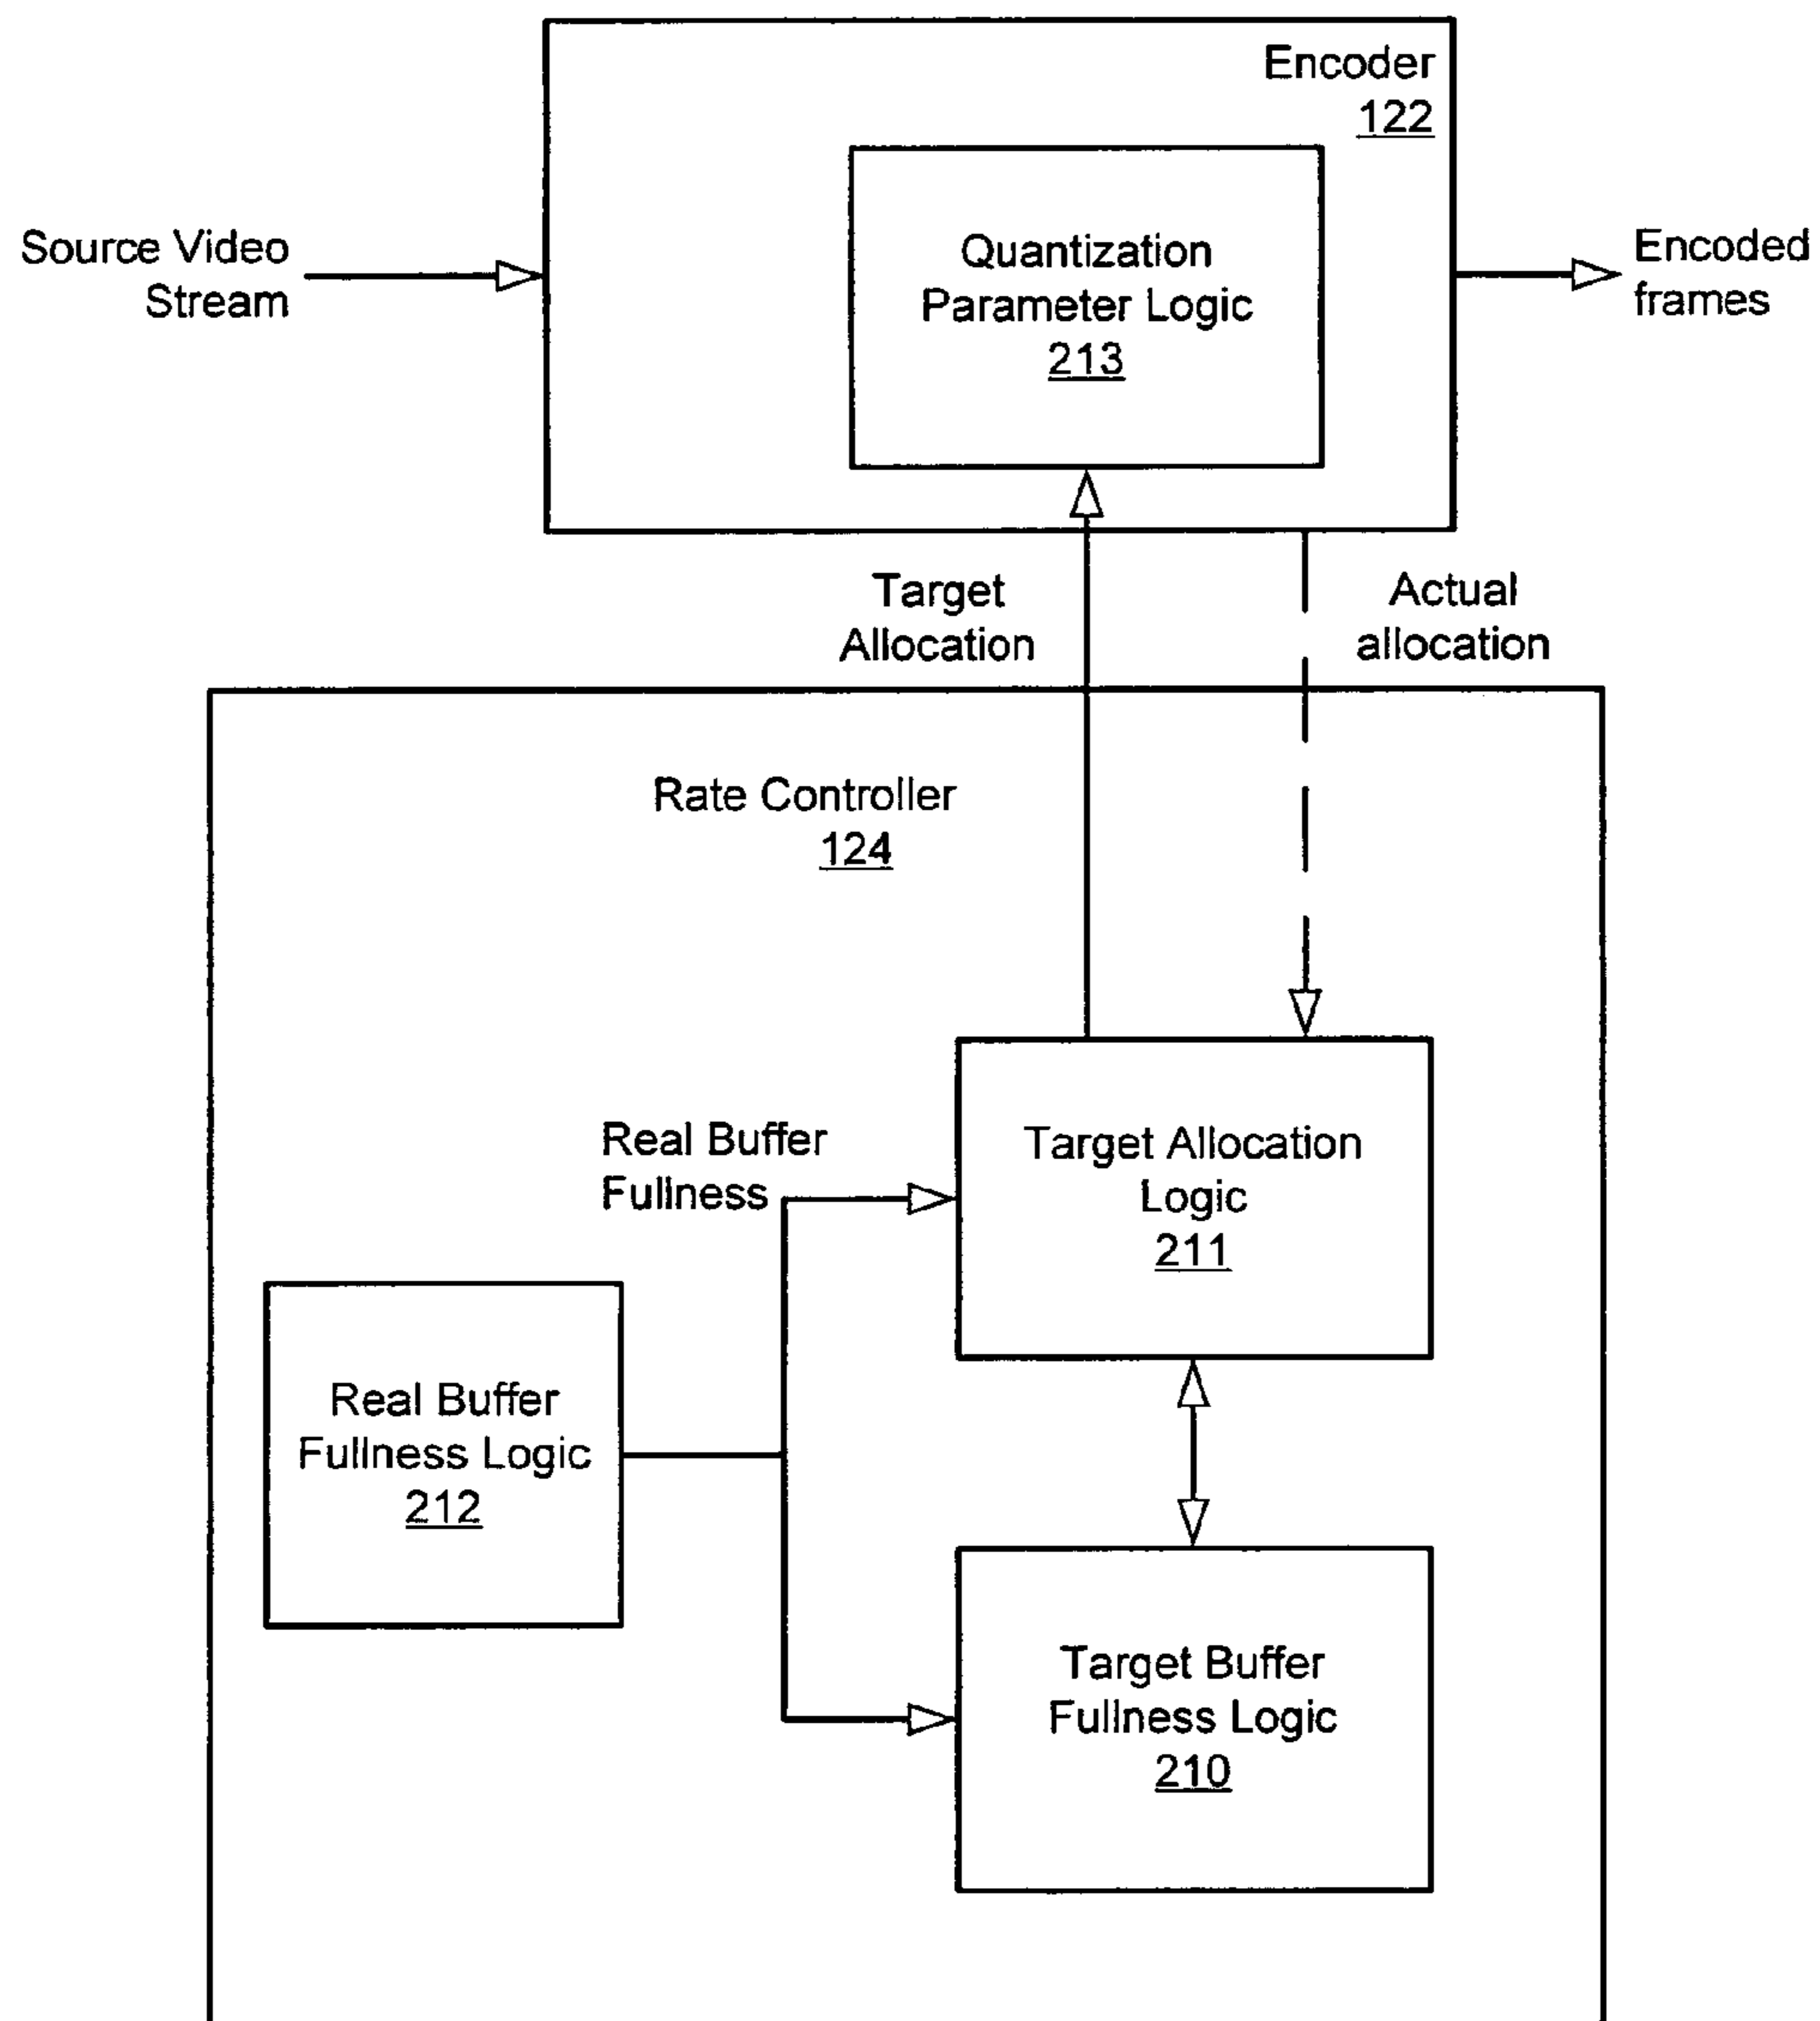 Encoder
122
Source Video
Stream
Quantization
Parameter Logic
213
Encoded
frames
Target
Allocation
Actual
allocation
Rate Controller
124
Real Buffer
Fullness
Target Allocation
Logic
211
Real Buffer
Fullness Logic
212
Target Buffer
Fullness Logic
210